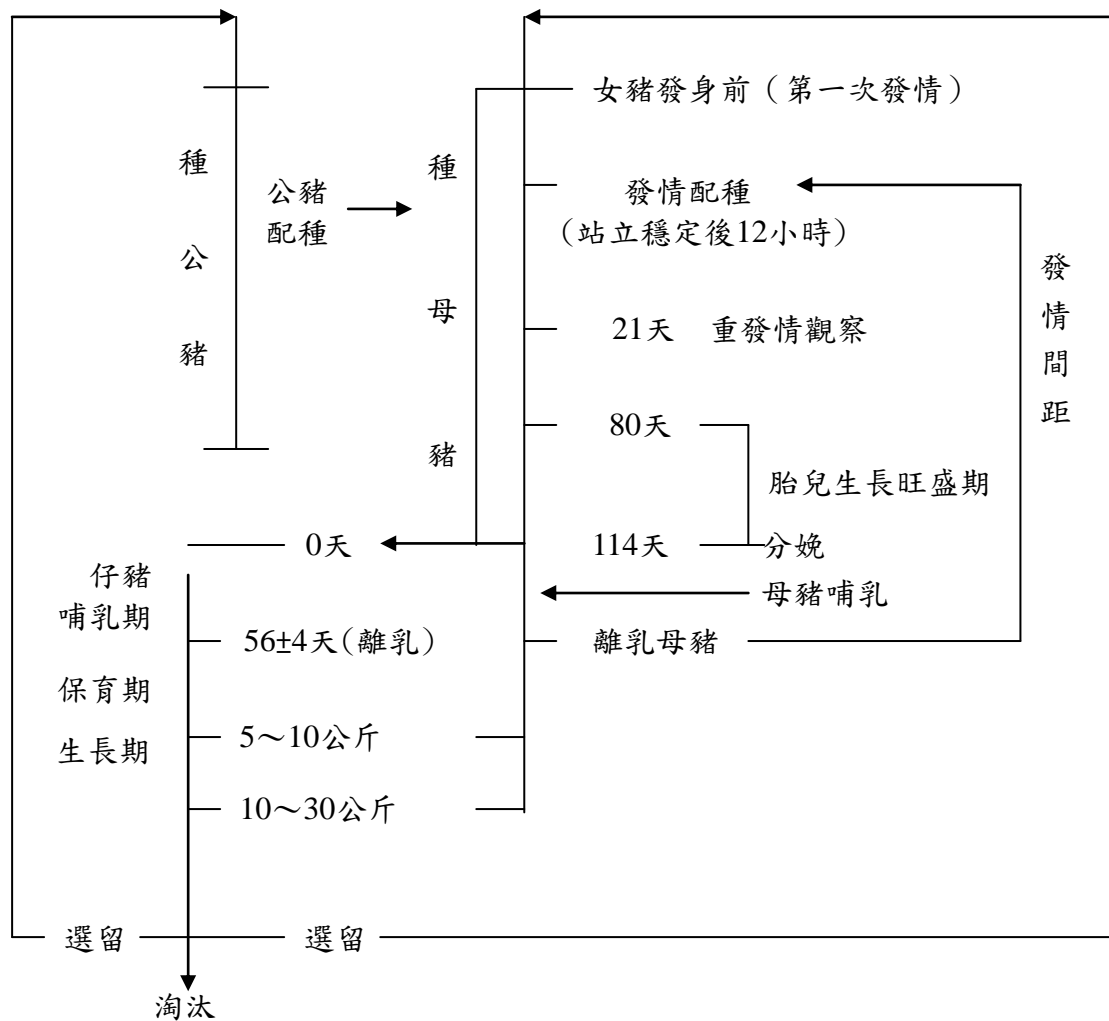 女豬發身前（第一次發情）
種公豬
公豬
配種
種母豬
發情配種
（站立穩定後12小時）
發情間距
21天 重發情觀察
80天
胎兒生長旺盛期
0天
114天
分娩
仔豬
哺乳期
母豬哺乳
56±4天（離乳）
離乳母豬
保育期
5～10公斤
生長期
10～30公斤
選留
選留
淘汰